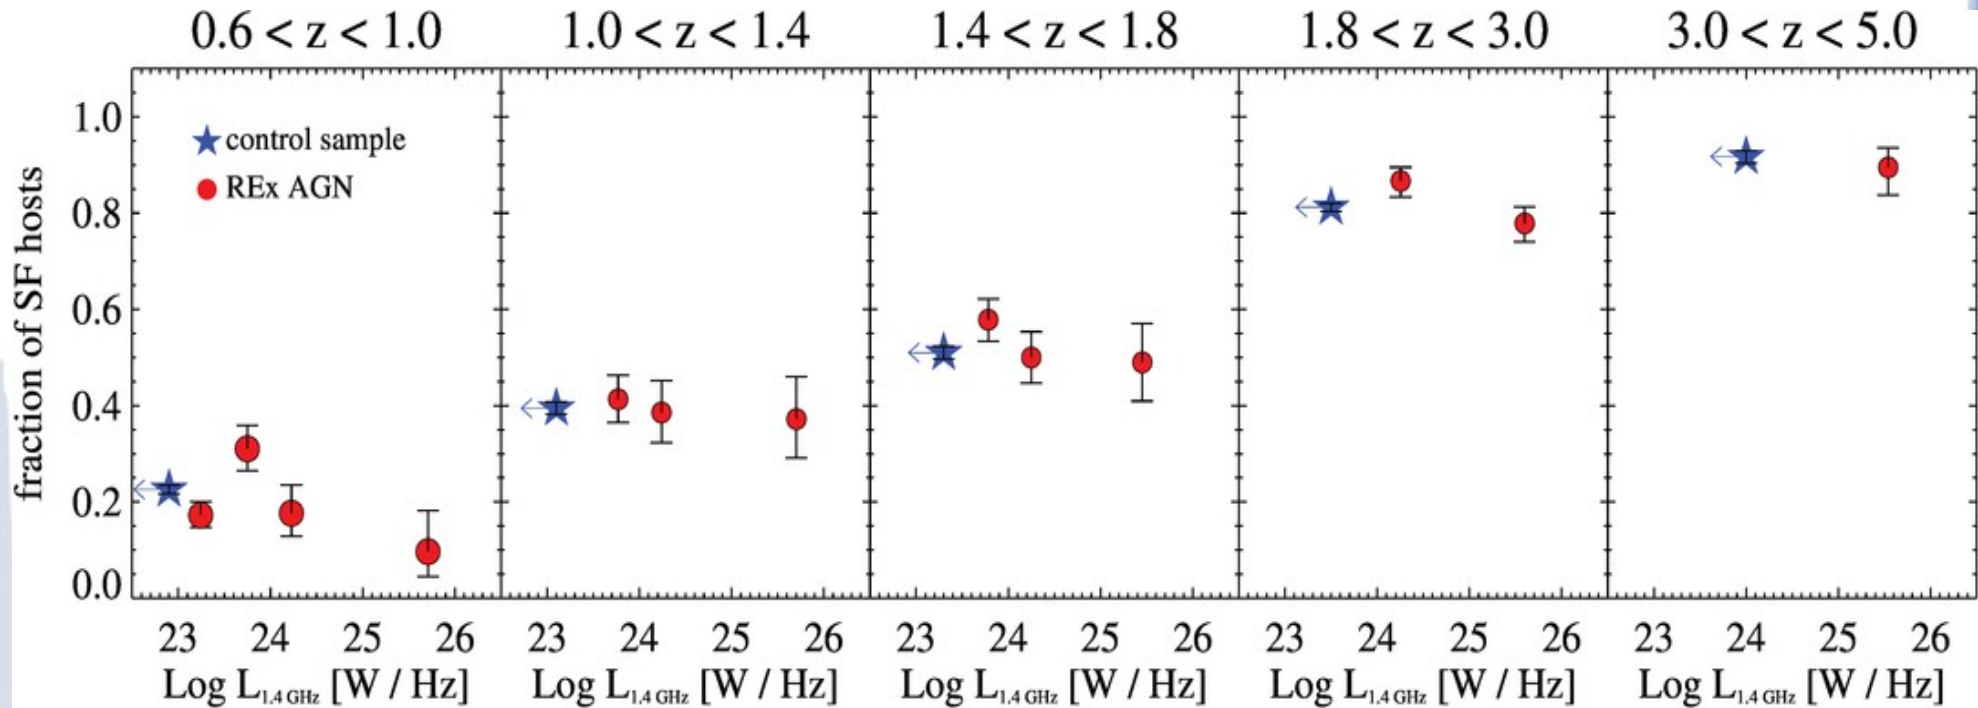 0.6 < z < 1.0
1.0 < z < 1.4
1.4 < z < 1.8
1.8 < z < 3.0
3.0 < z < 5.0
fraction of SF hosts
1.0
0.8
0.6
0.4
0.2
0.0
control sample
REx AGN
23 24 25 26
23 24 25 26
23 24 25 26
23 24 25 26
23 24 25 26
Log L1.4 GHz [W / Hz]
Log L1.4 GHz [W / Hz]
Log L1.4 GHz [W / Hz]
Log L1.4 GHz [W / Hz]
Log L1.4 GHz [W / Hz]